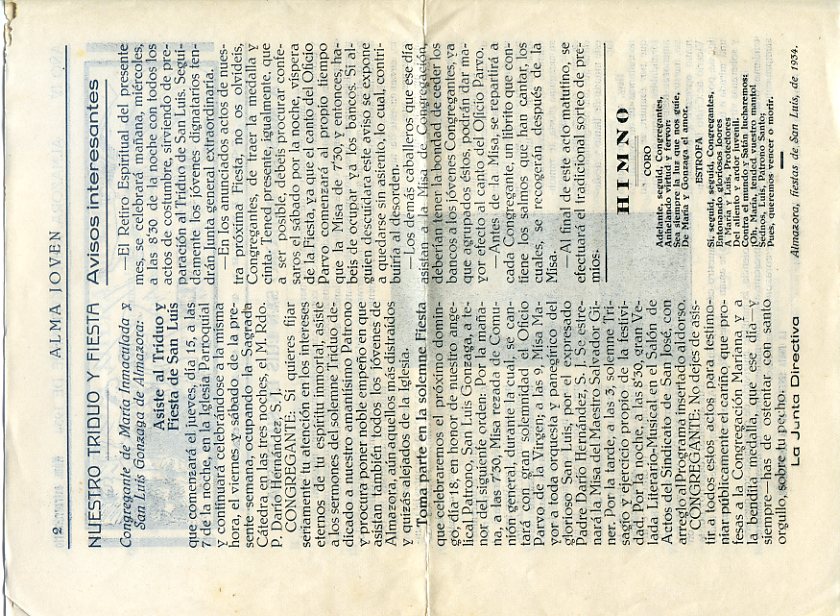 2 ALMA JOVEN
NUESTRO TRIDUO Y FIESTA
Congregante de María Inmaculada y
San Luis Gonzaga de Almazora:
Asiste al Triduo y
Fiesta de San Luis
que comenzará el jueves, día 15, a las
7 de la noche, en la Iglesia Parroquial
y continuará celebrándose a la misma
hora, el viernes y sábado de la pre-
sente semana, ocupando la Sagrada
Cátedra en las tres noches, el M. Rdo.
P. Darío Hernández, S. J.
CONGREGANTE: Si quieres fijar
seriamente tu atención en los intereses
eternos de tu espíritu inmortal, asiste
a los sermones del solemne Triduo de-
dicado a nuestro amantísimo Patrono
y procura poner noble empeño en que
asistan también todos los jóvenes de
Almazora, aún aquellos más distraídos
y quizás alejados de la Iglesia.
Toma parte en la solemne Fiesta
que celebraremos el próximo domin-
go, día 18, en honor de nuestro ange-
lical Patrono, San Luis Gonzaga, a te-
nor del siguiente orden: Por la maña-
na, a las 7'30, Misa rezada de Comu-
nión general, durante la cual, se can-
tará con gran solemnidad el Oficio
Parvo de la Virgen; a las 9, Misa Ma-
yor a toda orquesta y panegírico del
glorioso San Luis, por el expresado
Padre Darío Hernández, S. J. Se estre-
nará la Misa del Maestro Salvador Gi-
ner. Por la tarde, a las 3, solemne Tri-
sagio y ejercicio propio de la festivi-
dad. Por la noche, a las 8'30, gran Ve-
lada Literario-Musical en el Salón de
Actos del Sindicato de San José, con
arreglo al Programa insertado al dorso.
CONGREGANTE: No dejes de asis-
tir a todos estos actos para testimo-
niar públicamente el cariño que pro-
fesas a la Congregación Mariana y a
la bendita medalla, que ese día—y
siempre—has de ostentar con santo
orgullo, sobre tu pecho.
La Junta Directiva
Avisos interesantes
—El Retiro Espiritual del presente
mes, se celebrará mañana, miércoles,
a las 8'30 de la noche con todos los
actos de costumbre, sirviendo de pre-
paración al Triduo de San Luis. Segui-
damente los jóvenes dignatarios ten-
drán Junta general extraordinaria.
—En los anunciados actos de nues-
tra próxima Fiesta, no os olvidéis,
Congregantes, de traer la medalla y
cinta. Tened presente, igualmente, que
a ser posible, debéis procurar confe-
saros el sábado por la noche, víspera
de la Fiesta, ya que el canto del Oficio
Parvo comenzará al propio tiempo
que la Misa de 7'30, y entonces, ha-
béis de ocupar ya los bancos. Si al-
guien descuidara este aviso se expone
a quedarse sin asiento, lo cual, contri-
buiría al desorden.
—Los demás caballeros que ese día
asistan a la Misa de Congregación,
deberían tener la bondad de ceder los
bancos a los jóvenes Congregantes, ya
que agrupados éstos, podrán dar ma-
yor efecto al canto del Oficio Parvo.
—Antes de la Misa, se repartirá a
cada Congregante, un librito que con-
tiene los salmos que han cantar, los
cuales, se recogerán después de la
Misa.
—Al final de este acto matutino, se
efectuará el tradicional sorteo de pre-
mios.
HIMNO
CORO
Adelante, seguid, Congregantes,
Anhelando virtud y fervor;
Sea siempre la luz que nos guíe,
De María y Gonzaga el amor.
ESTROFA
Si, seguid, seguid, Congregantes,
Entonando gloriosos loores
A María y Luis, Protectores
Del aliento y ardor juvenil.
Contra el mundo y Satán lucharemos;
¡Oh, María, tended vuestro manto!
Sednos, Luis, Patrono Santo;
Pues, queremos vencer o morir.
Almazora, fiestas de San Luis, de 1934.